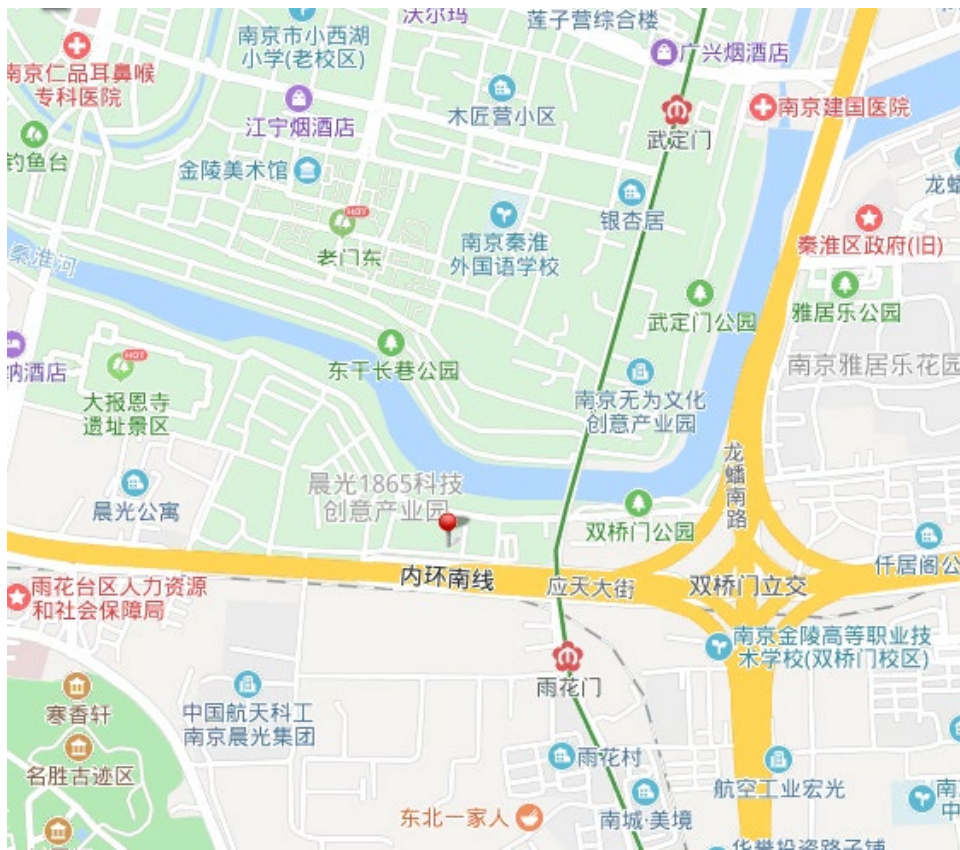 沃尔玛
莲子营综合楼
南京市小西湖
小学(老校区)
广兴烟酒店
南京仁品耳鼻喉
专科医院
江宁烟酒店
木匠营小区
武定门
南京建国医院
钓鱼台
金陵美术馆
银杏居
龙蟠
HOT
老门东
南京秦淮
外国语学校
秦淮区政府(旧)
秦淮河
武定门公园
雅居乐公园
HOT
纳酒店
东干长巷公园
南京雅居乐花园
大报恩寺
遗址景区
南京无为文化
创意产业园
龙蟠南路
晨光1865科技
创意产业园
晨光公寓
双桥门公园
仟居阁公
内环南线
应天大街
双桥门立交
雨花台区人力资源
和社会保障局
南京金陵高等职业技
术学校(双桥门校区)
雨花门
寒香轩
中国航天科工
南京晨光集团
名胜古迹区
雨花村
航空工业宏光
南城·美境
东北一家人
南
中